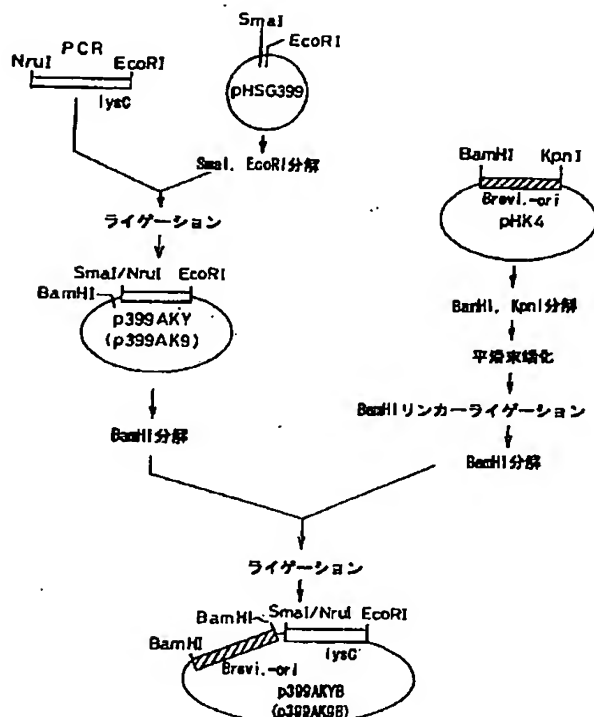 PCR
NruI
EcoRI
lysC
SmaI
EcoRI
pHSG399
SmaI, EcoRI分解
ライゲーション
SmaI/NruI EcoRI
BamHI
p399AKY
(p399AK9)
BamHI分解
BamHI KpnI
Brevi.-ori
pHK4
BamHI, KpnI分解
平滑末端化
BamHIリンカーライゲーション
BamHI分解
ライゲーション
BamHI
SmaI/NruI EcoRI
BamHI
lysC
Brevi.-ori
p399AKYB
(p399AK9B)